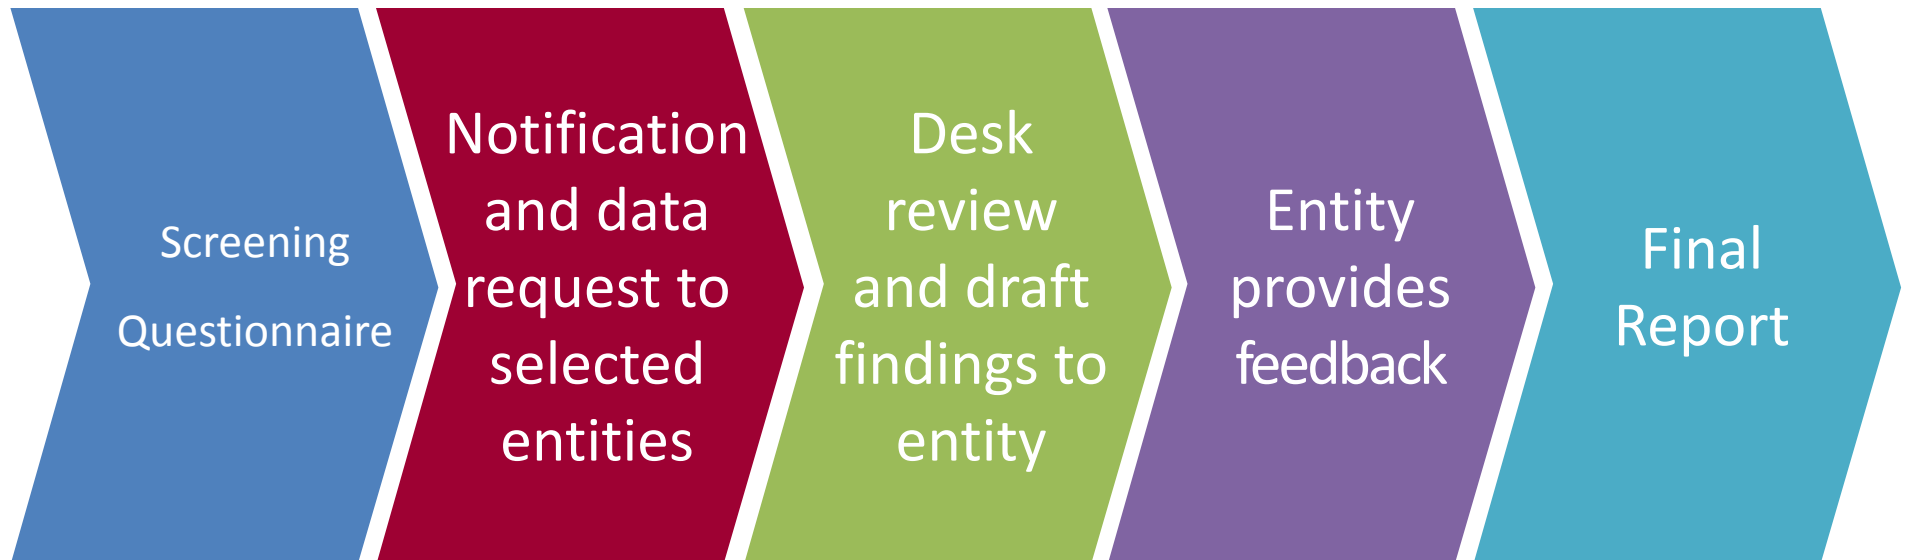 Screening
Questionnaire
Notification
and data
request to
selected
entities
Desk
review
and draft
findings to
entity
Entity
provides
feedback
Final
Report